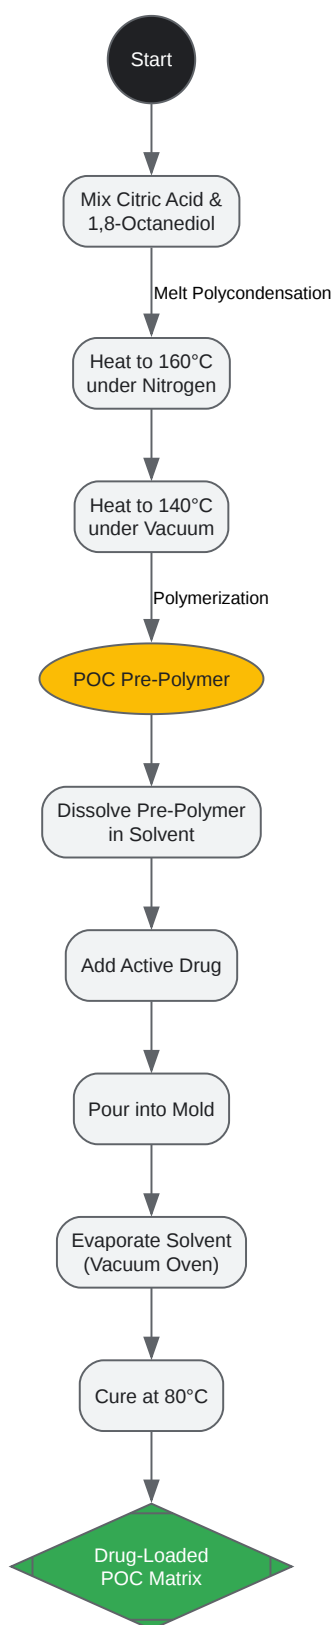 Start
Mix Citric Acid &
1,8-Octanediol
Melt Polycondensation
Heat to 160°C
under Nitrogen
Heat to 140°C
under Vacuum
Polymerization
POC Pre-Polymer
Dissolve Pre-Polymer
in Solvent
Add Active Drug
Pour into Mold
Evaporate Solvent
(Vacuum Oven)
Cure at 80°C
Drug-Loaded
POC Matrix